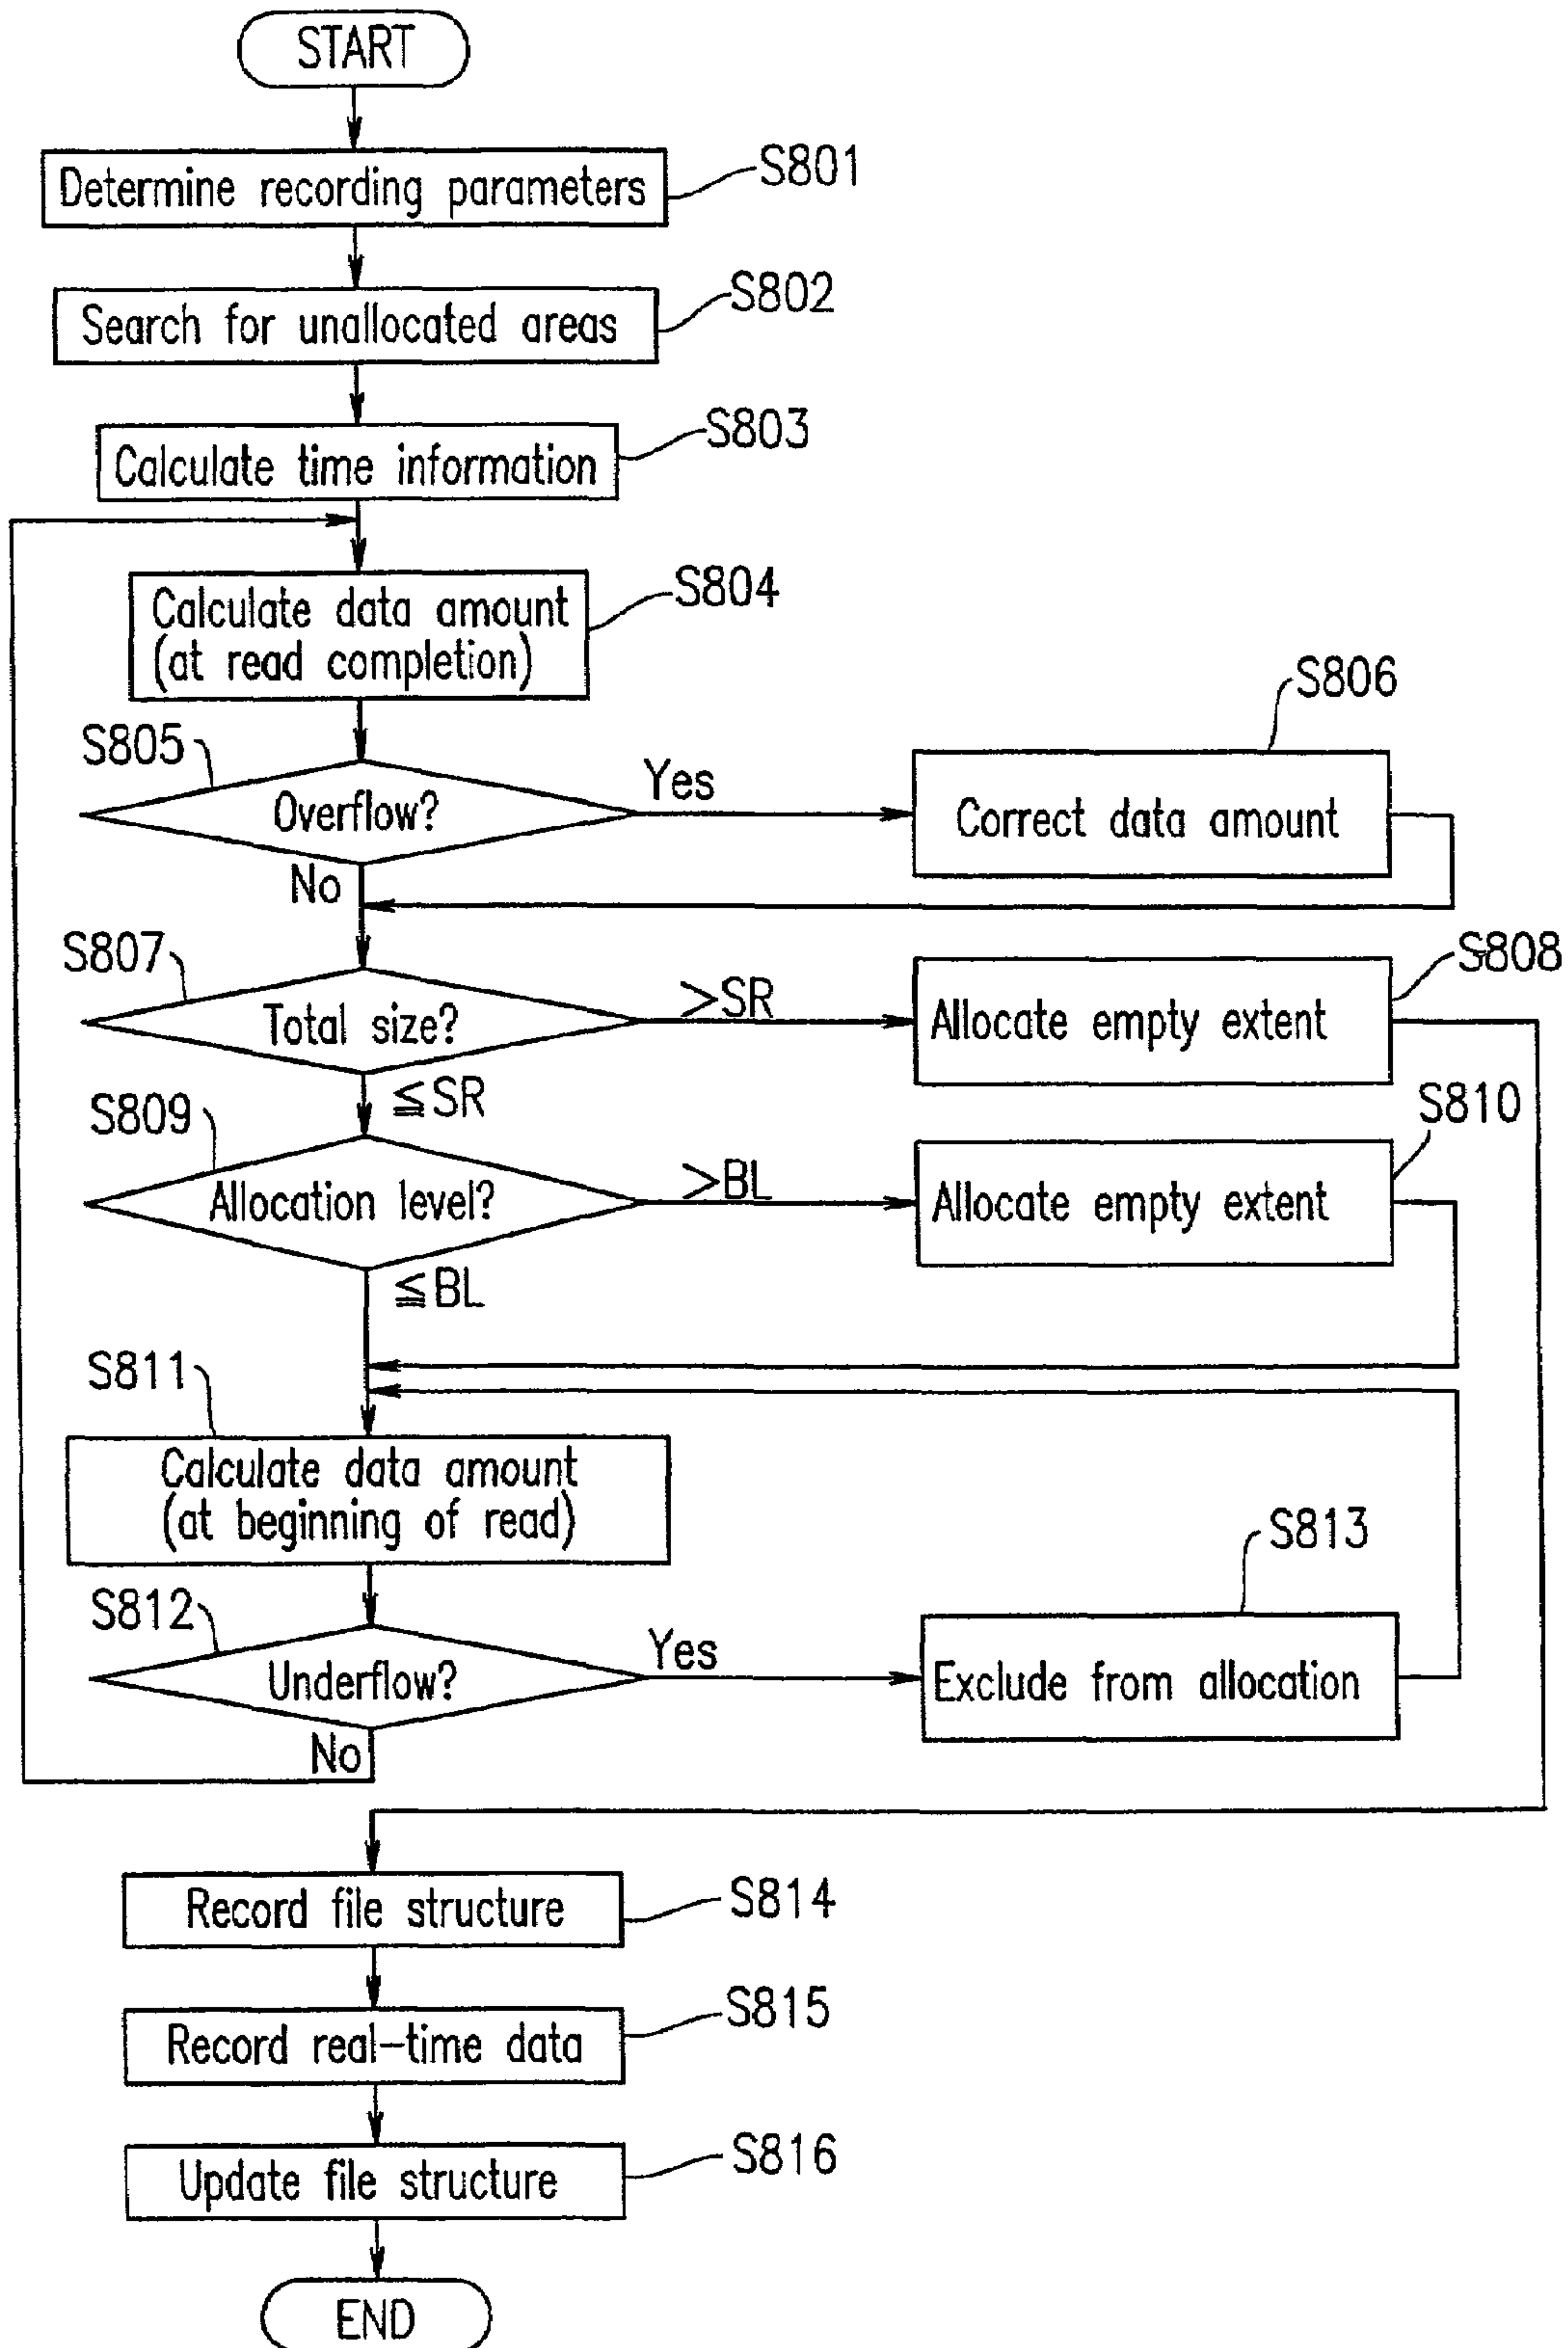 START
Determine recording parameters
S801
Search for unallocated areas
S802
Calculate time information
S803
Calculate data amount
(at read completion)
S804
S805
Overflow?
Yes
No
S806
Correct data amount
S807
Total size?
>SR
≦SR
S808
Allocate empty extent
S809
Allocation level?
>BL
≦BL
S810
Allocate empty extent
S811
Calculate data amount
(at beginning of read)
S812
Underflow?
Yes
No
S813
Exclude from allocation
Record file structure
S814
Record real-time data
S815
Update file structure
S816
END